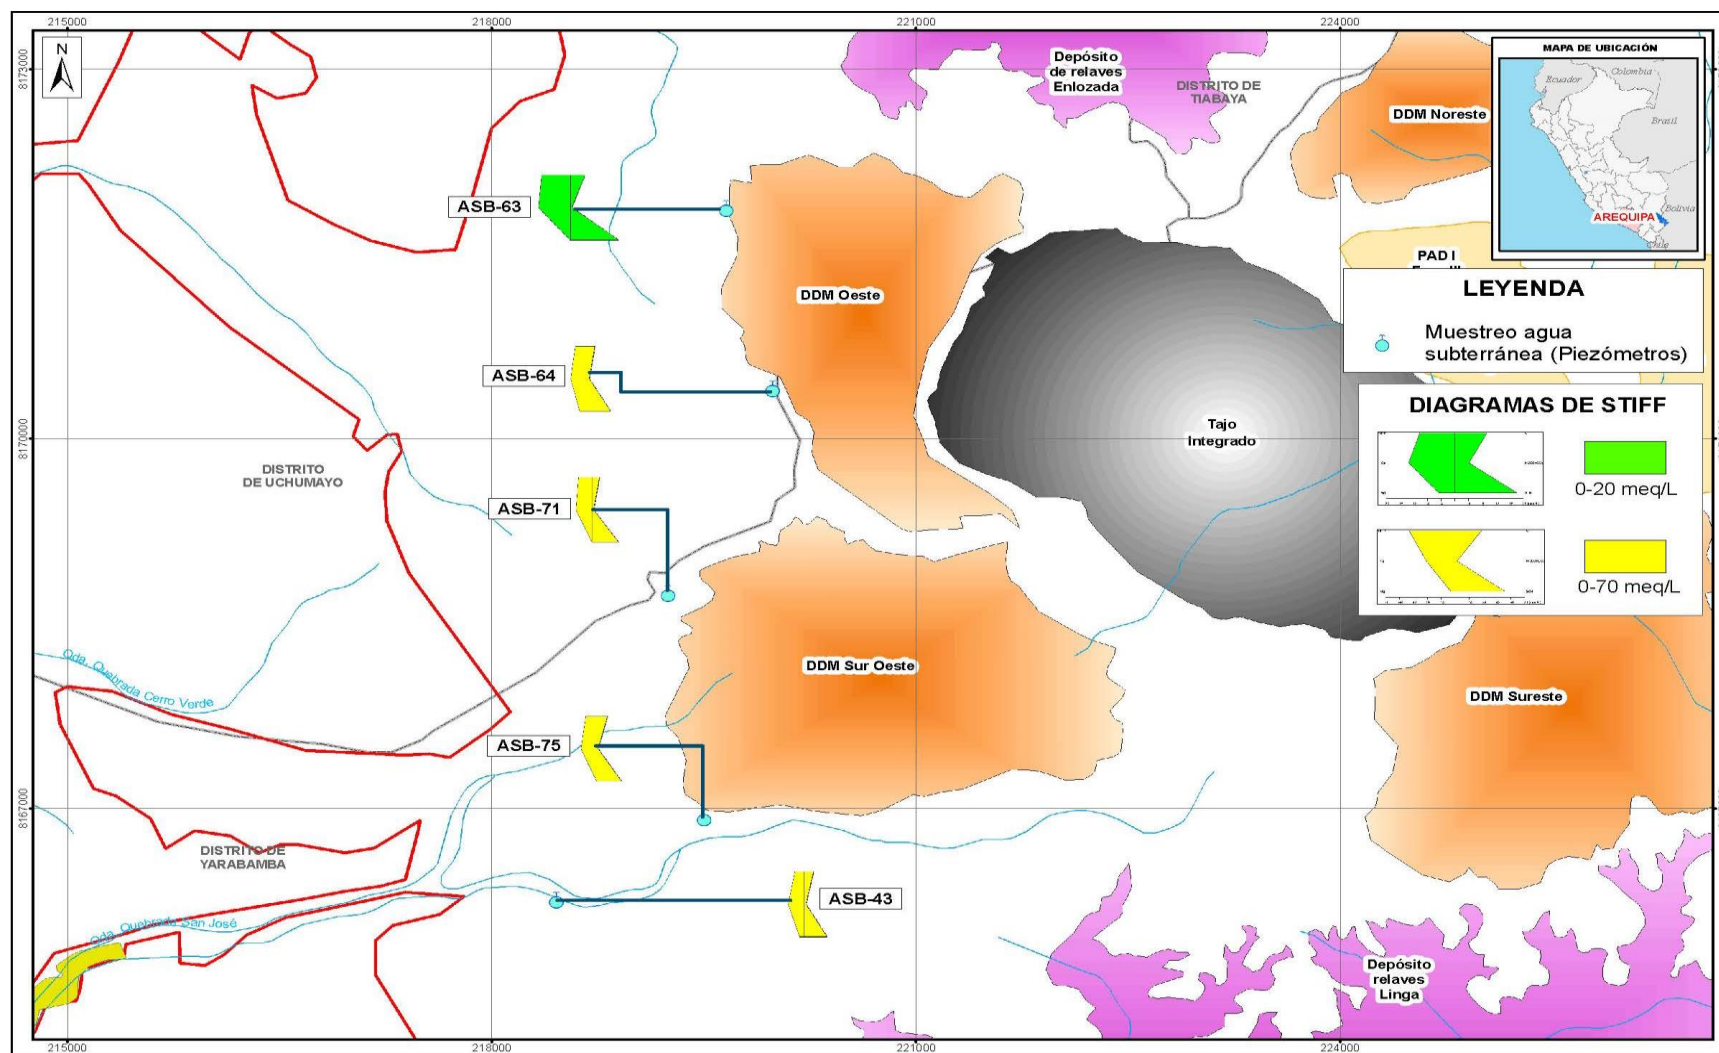 215000
218000
221000
224000
8173000
8170000
8167000
N
Depósito
de relaves
Enlozada
DISTRITO DE
TIABAYA
DDM Noreste
MAPA DE UBICACIÓN
Ecuador
Colombia
Brasil
Bolivia
AREQUIPA
Chile
ASB-63
DDM Oeste
PAD I
LEYENDA
Muestreo agua
subterránea (Piezómetros)
ASB-64
DIAGRAMAS DE STIFF
0-20 meq/L
0-70 meq/L
Tajo
Integrado
DISTRITO
DE UCHUMAYO
ASB-71
Qda. Quebrada Cerro Verde
DDM Sur Oeste
DDM Sureste
ASB-75
DISTRITO DE
YARABAMBA
ASB-43
Qda. Quebrada San José
Depósito
relaves
Linga
215000
218000
221000
224000